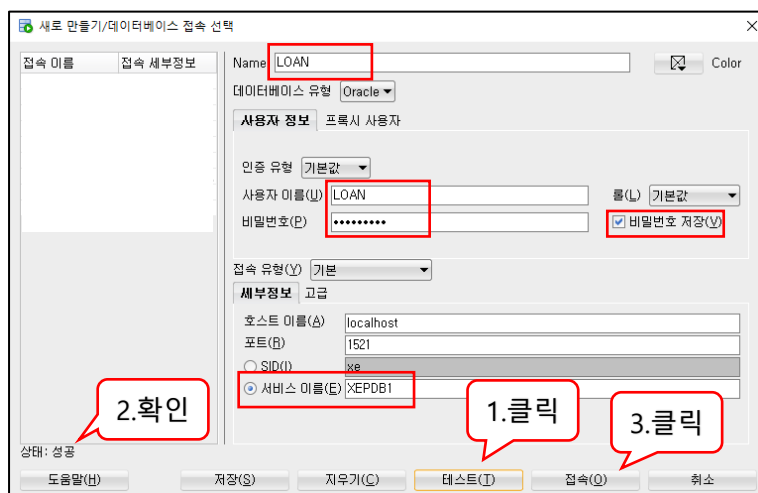 새로 만들기/데이터베이스 접속 선택
접속 이름 접속 세부정보
Name LOAN Color
데이터베이스 유형 Oracle
사용자 정보 프록시 사용자
인증 유형 기본값
사용자 이름(U) LOAN 롤(L) 기본값
비밀번호(P) ••••••••• 비밀번호 저장(V)
접속 유형(Y) 기본
세부정보 고급
호스트 이름(A) localhost
포트(R) 1521
SID(I) xe
서비스 이름(E) XEPDB1
2.확인
1.클릭
3.클릭
상태: 성공
도움말(H) 저장(S) 지우기(C) 테스트(T) 접속(O) 취소